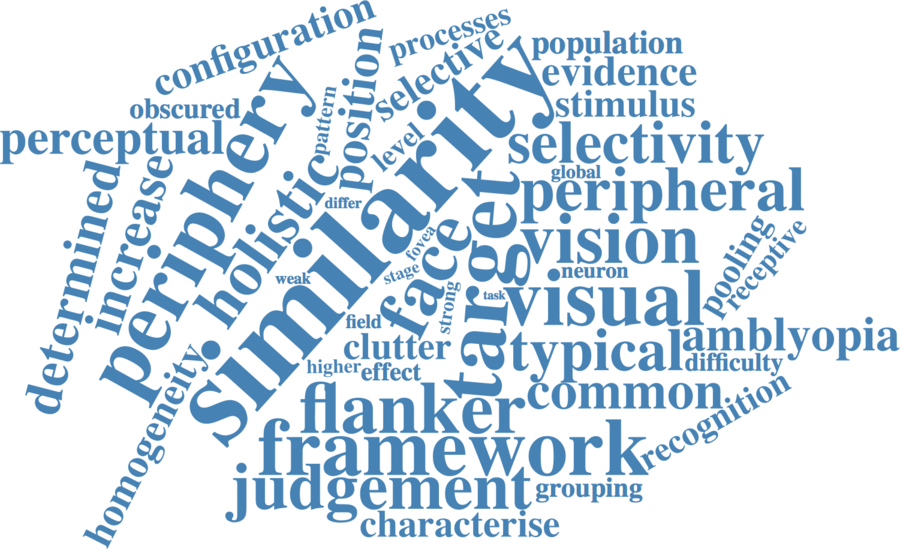 configuration
processes
population
selective
evidence
obscured
position
stimulus
perceptual
pattern
level
selectivity
periphery
similarity
global
determined
increase
holistic
differ
target
peripheral
face
fovea
vision
pooling
receptive
weak
stage
neuron
strong
task
visual
field
clutter
typical
amblyopia
higher
effect
difficulty
homogeneity
flanker
common
framework
recognition
judgement
grouping
characterise